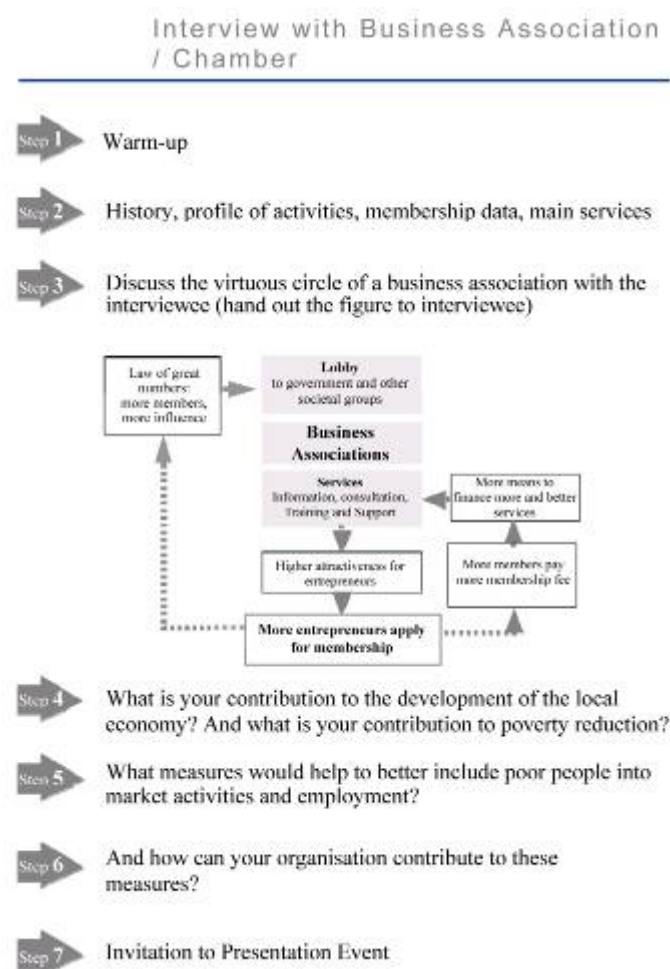 Interview with Business Association
/ Chamber
Step 1
Warm-up
Step 2
History, profile of activities, membership data, main services
Step 3
Discuss the virtuous circle of a business association with the
interviewee (hand out the figure to interviewee)
Law of great
numbers:
more members,
more influence
Lobby
to government and other
societal groups
Business
Associations
Services
Information, consultation,
Training and Support
More means to
finance more and better
services
Higher attractiveness for
entrepreneurs
More members pay
more membership fee
More entrepreneurs apply
for membership
Step 4
What is your contribution to the development of the local
economy? And what is your contribution to poverty reduction?
Step 5
What measures would help to better include poor people into
market activities and employment?
Step 6
And how can your organisation contribute to these
measures?
Step 7
Invitation to Presentation Event